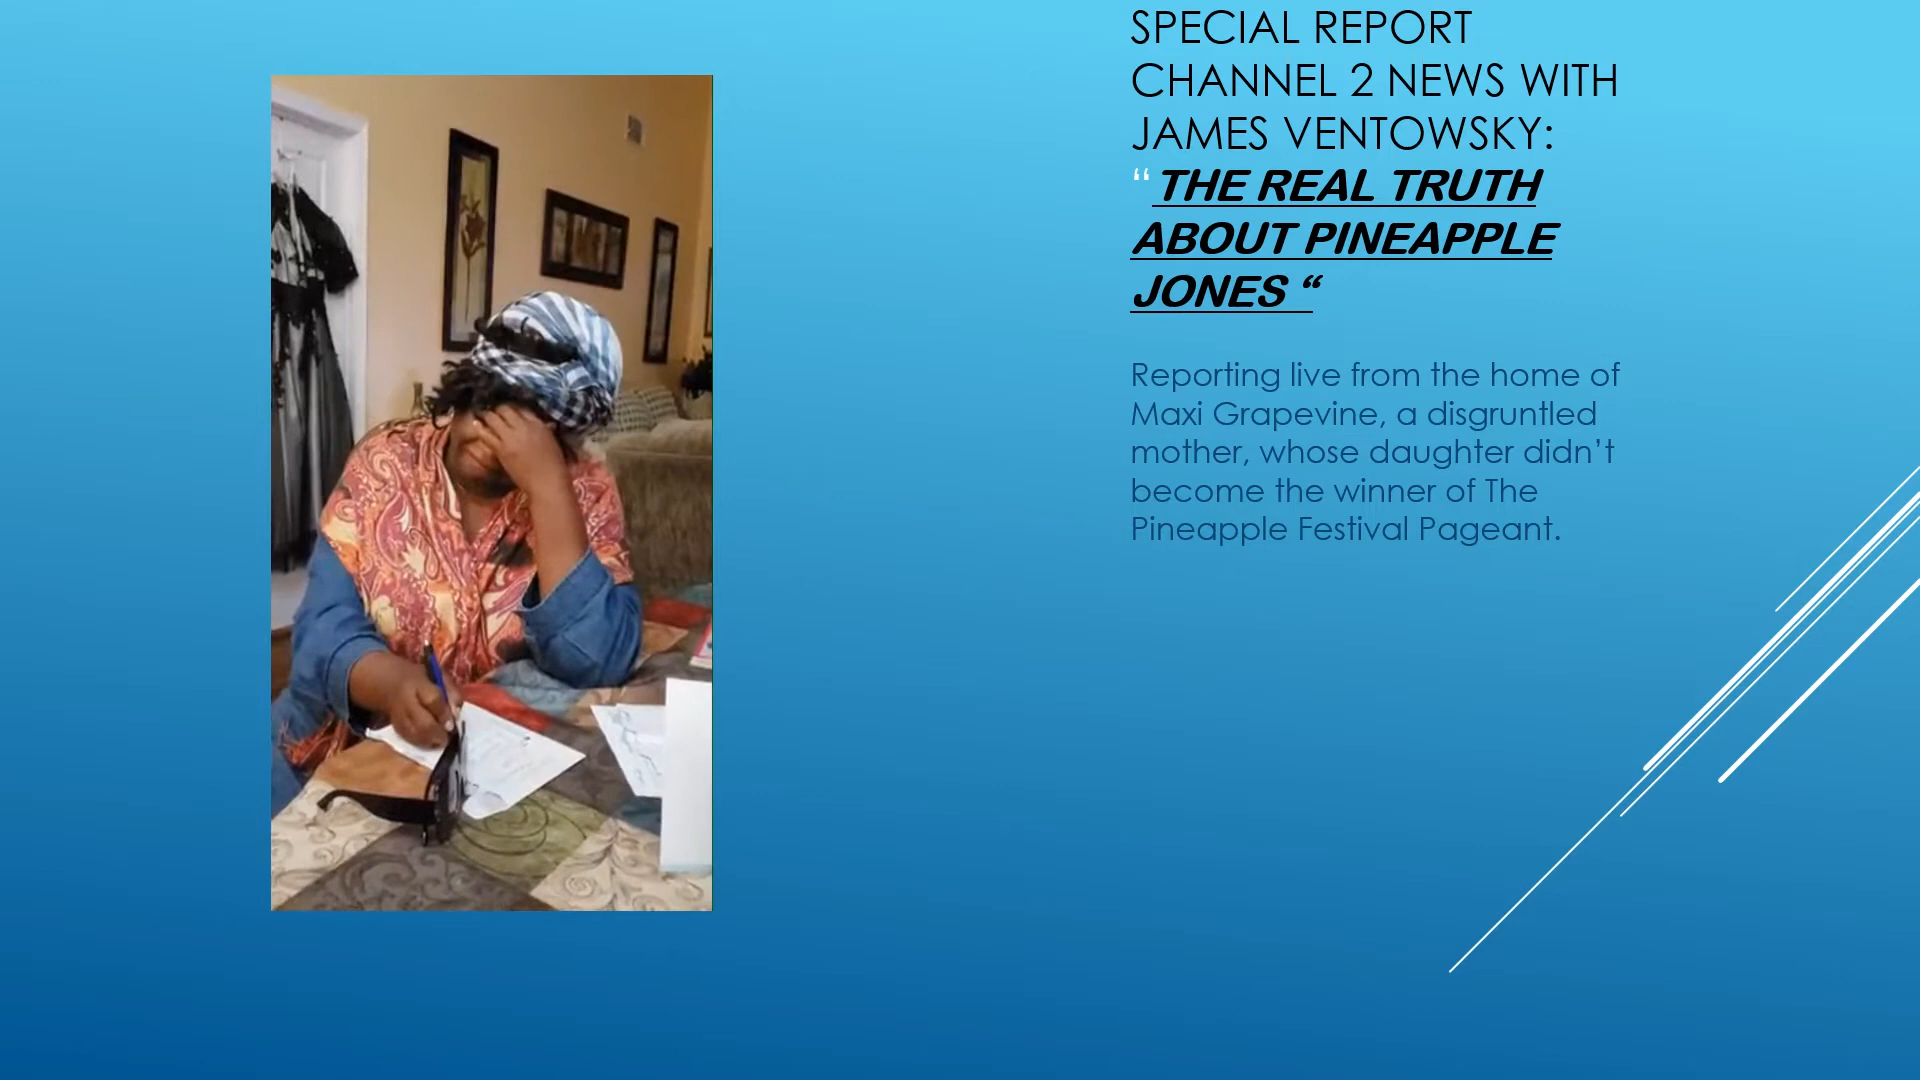 SPECIAL REPORT
CHANNEL 2 NEWS WITH
JAMES VENTOWSKY:
“ THE REAL TRUTH
ABOUT PINEAPPLE
JONES “
Reporting live from the home of
Maxi Grapevine, a disgruntled
mother, whose daughter didn’t
become the winner of The
Pineapple Festival Pageant.